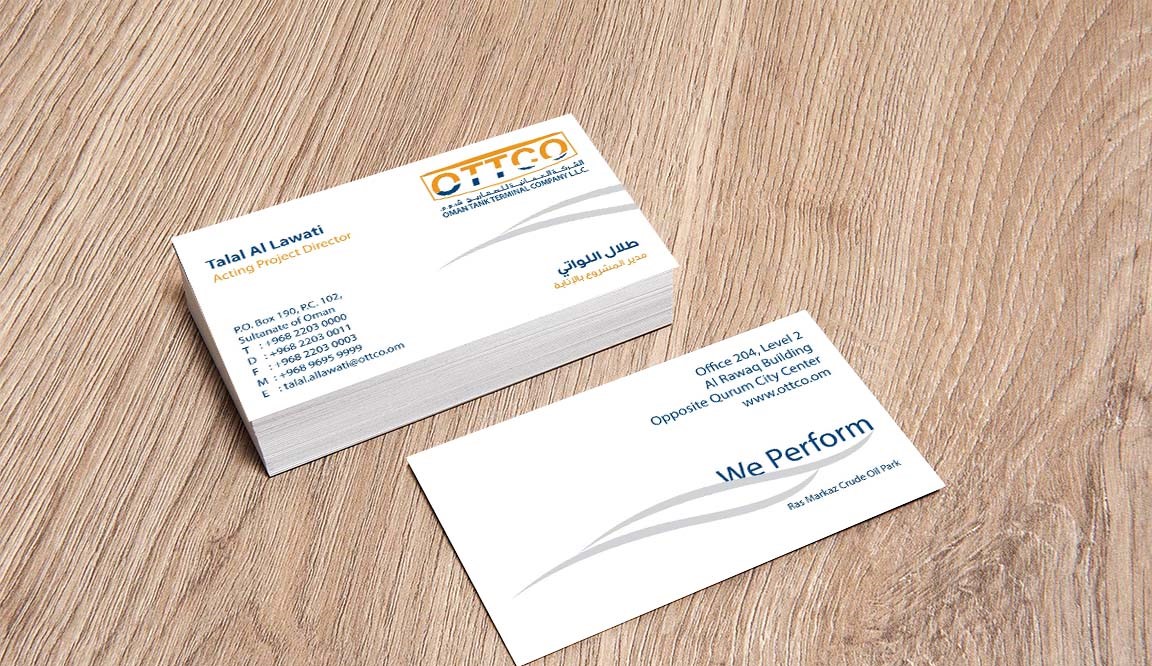 OTTCO
الشركة العمانية للصهاريج ش.م.م
OMAN TANK TERMINAL COMPANY L.L.C.
Talal Al Lawati
Acting Project Director
طلال اللواتي
مدير المشروع بالإنابة
P.O. Box 190, P.C. 102,
Sultanate of Oman
T : +968 2203 0000
D : +968 2203 0011
F : +968 2203 0003
M : +968 9695 9999
E : talal.allawati@ottco.om
Office 204, Level 2
Al Rawaq Building
Opposite Qurum City Center
www.ottco.om
We Perform
Ras Markaz Crude Oil Park